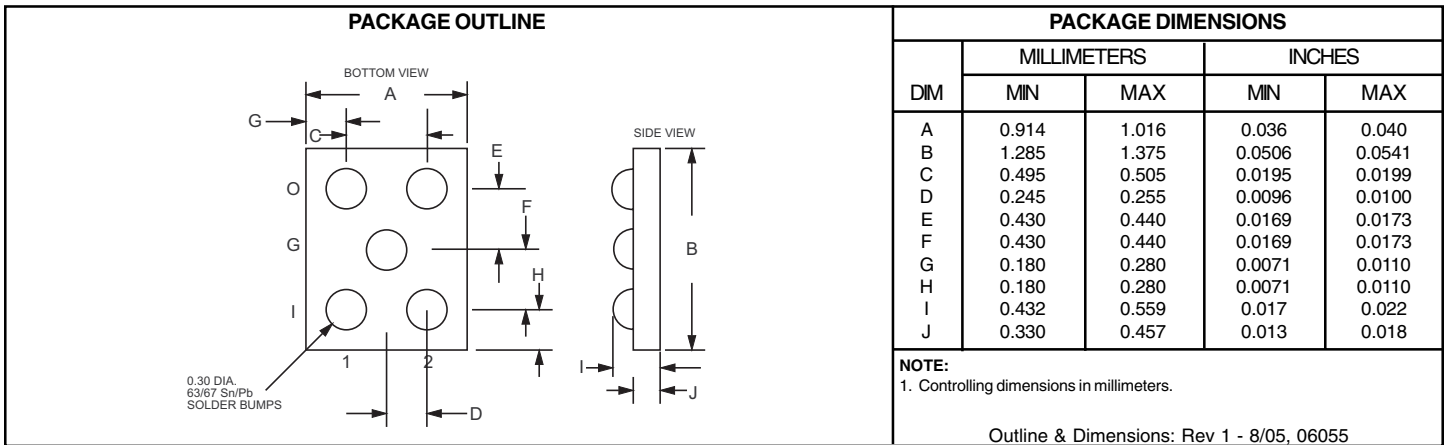 PACKAGE OUTLINE
BOTTOM VIEW
A
G
C
E
O
F
G
H
I
1 2
0.30 DIA.
63/67 Sn/Pb
SOLDER BUMPS
D
SIDE VIEW
B
I
J
PACKAGE DIMENSIONS
MILLIMETERS INCHES
DIM MIN MAX MIN MAX
A 0.914 1.016 0.036 0.040
B 1.285 1.375 0.0506 0.0541
C 0.495 0.505 0.0195 0.0199
D 0.245 0.255 0.0096 0.0100
E 0.430 0.440 0.0169 0.0173
F 0.430 0.440 0.0169 0.0173
G 0.180 0.280 0.0071 0.0110
H 0.180 0.280 0.0071 0.0110
I 0.432 0.559 0.017 0.022
J 0.330 0.457 0.013 0.018
NOTE:
1. Controlling dimensions in millimeters.
Outline & Dimensions: Rev 1 - 8/05, 06055